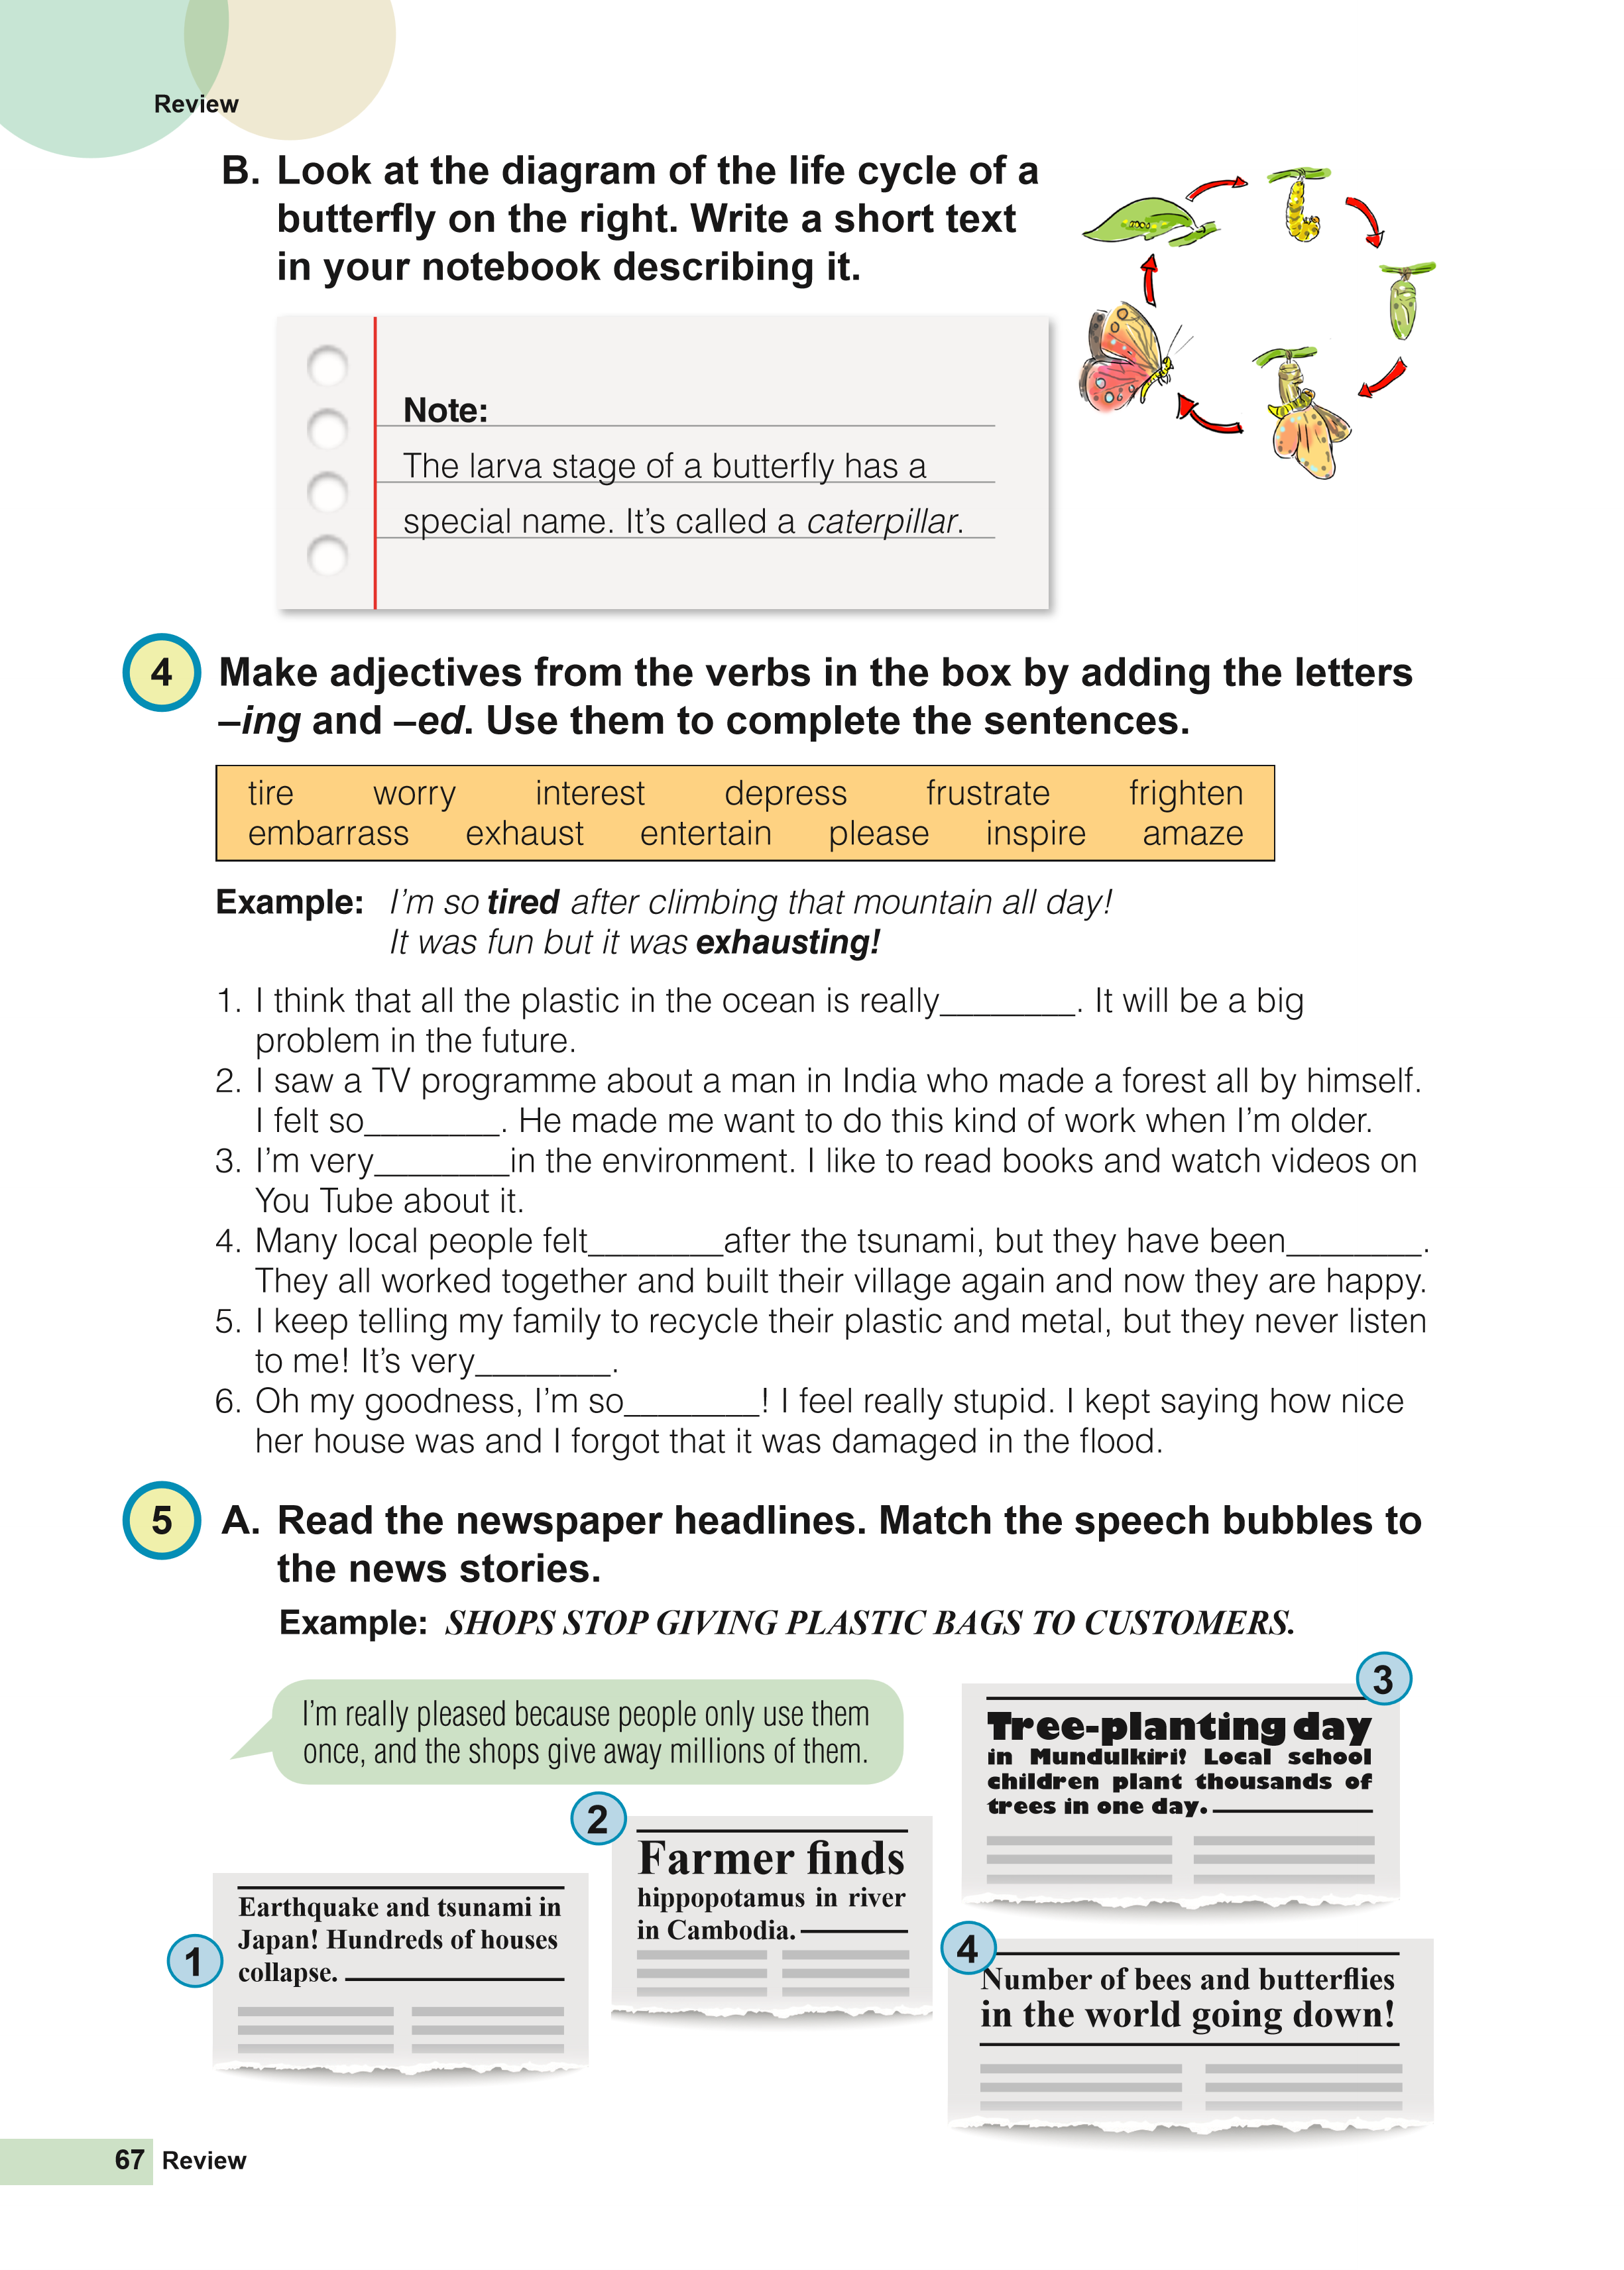 Review
B. Look at the diagram of the life cycle of a
butterfly on the right. Write a short text
in your notebook describing it.
Note:
The larva stage of a butterfly has a
special name. It's called a caterpillar.
4 Make adjectives from the verbs in the box by adding the letters
–ing and –ed. Use them to complete the sentences.
tire worry interest depress frustrate frighten
embarrass exhaust entertain please inspire amaze
Example: I'm so tired after climbing that mountain all day!
It was fun but it was exhausting!
1. I think that all the plastic in the ocean is really________. It will be a big
problem in the future.
2. I saw a TV programme about a man in India who made a forest all by himself.
I felt so________. He made me want to do this kind of work when I'm older.
3. I'm very________in the environment. I like to read books and watch videos on
You Tube about it.
4. Many local people felt________after the tsunami, but they have been________.
They all worked together and built their village again and now they are happy.
5. I keep telling my family to recycle their plastic and metal, but they never listen
to me! It's very________.
6. Oh my goodness, I'm so________! I feel really stupid. I kept saying how nice
her house was and I forgot that it was damaged in the flood.
5 A. Read the newspaper headlines. Match the speech bubbles to
the news stories.
Example: SHOPS STOP GIVING PLASTIC BAGS TO CUSTOMERS.
I'm really pleased because people only use them
once, and the shops give away millions of them.
1
Earthquake and tsunami in
Japan! Hundreds of houses
collapse.
2
Farmer finds
hippopotamus in river
in Cambodia.
3
Tree-planting day
in Mundulkiri! Local school
children plant thousands of
trees in one day.
4
Number of bees and butterflies
in the world going down!
67 Review